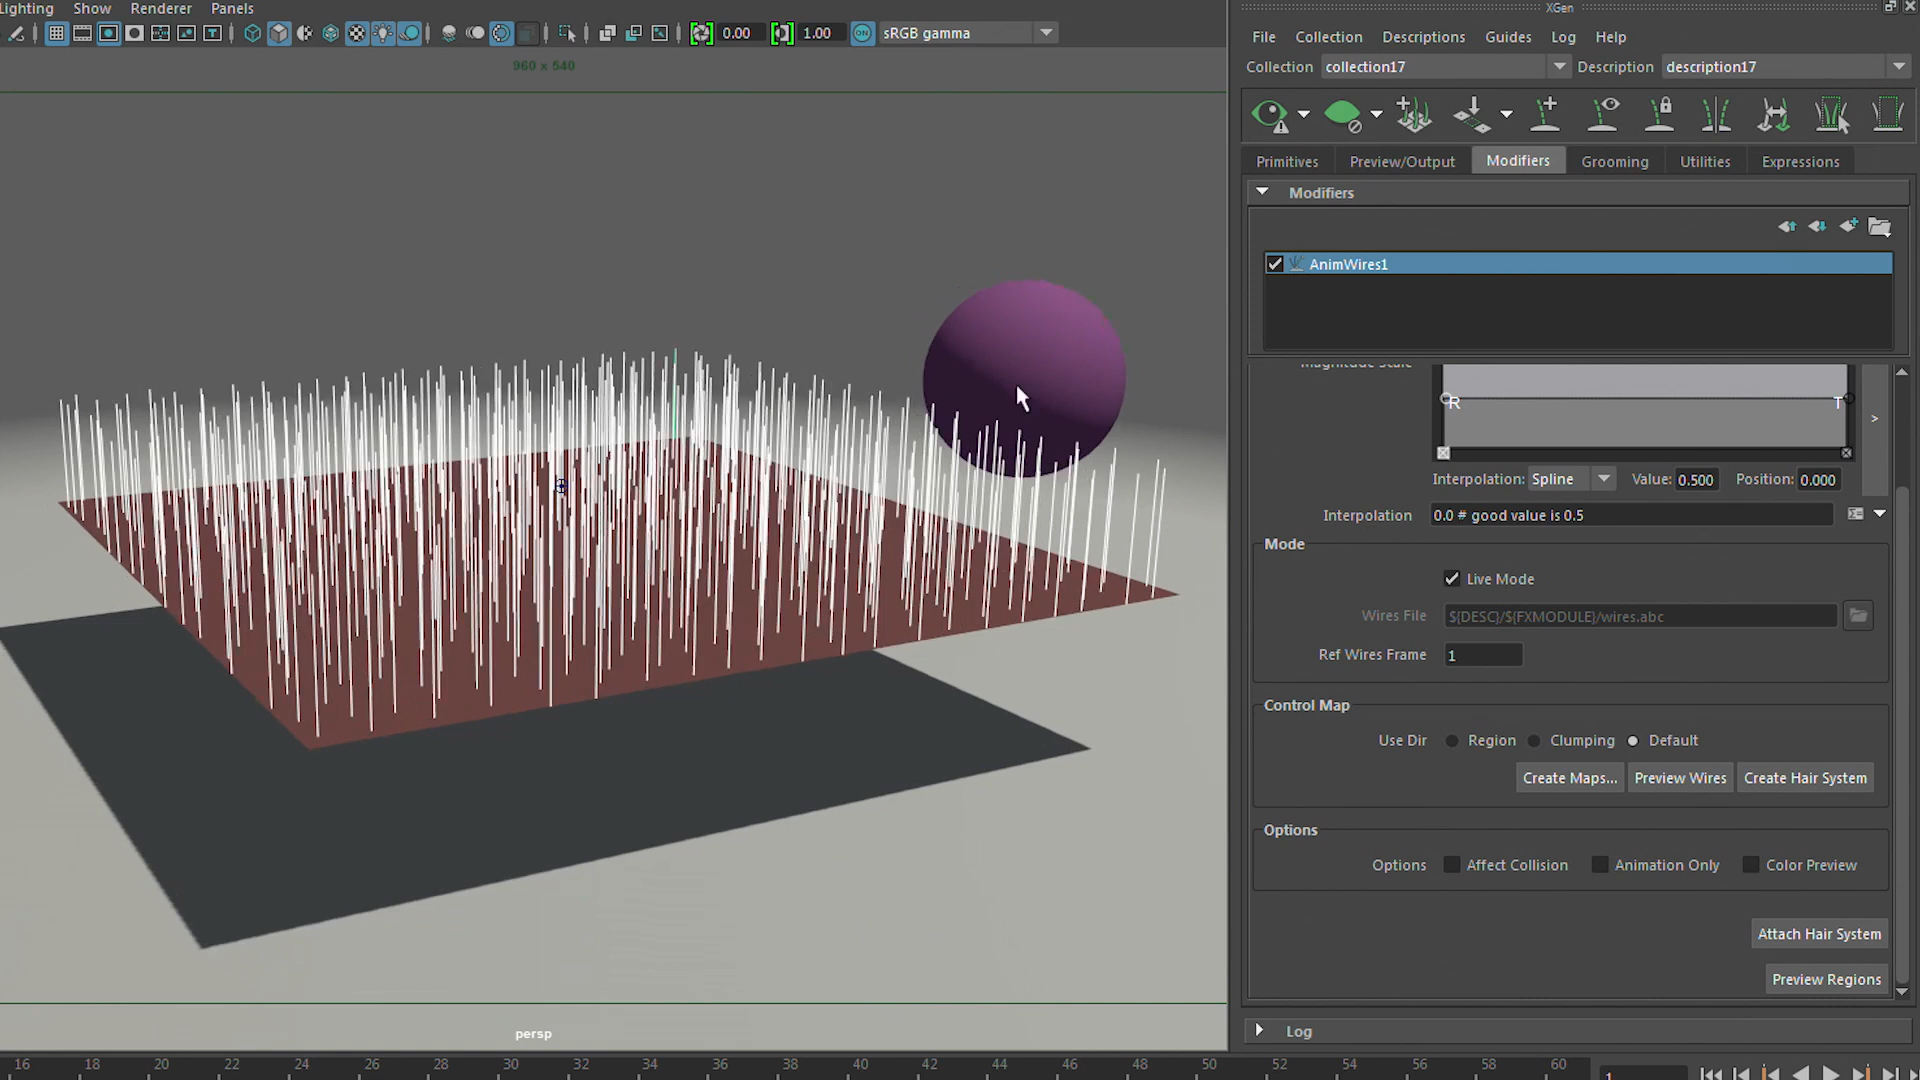 Lighting Show Renderer Panels
0.00 1.00 ON sRGB gamma
960 x 540
persp
16 18 20 22 24 26 28 30 32 34 36 38 40 42 44 46 48 50 52 54 56 58 60 1
XGen
File Collection Descriptions Guides Log Help
Collection collection17 Description description17
Primitives Preview/Output Modifiers Grooming Utilities Expressions
Modifiers
AnimWires1
Magnitude Scale
R T
>
Interpolation: Spline Value: 0.500 Position: 0.000
Interpolation 0.0 # good value is 0.5
Mode
Live Mode
Wires File ${DESC}/${FXMODULE}/wires.abc
Ref Wires Frame 1
Control Map
Use Dir Region Clumping Default
Create Maps... Preview Wires Create Hair System
Options
Options Affect Collision Animation Only Color Preview
Attach Hair System
Preview Regions
Log